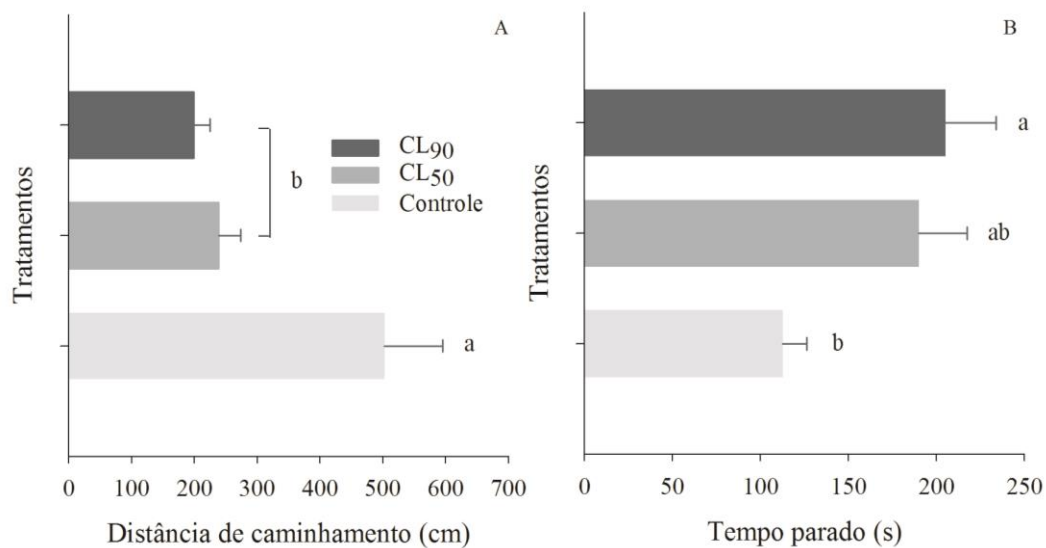 A
Tratamentos
b
CL90
CL50
Controle
a
0 100 200 300 400 500 600 700
Distância de caminhamento (cm)
B
Tratamentos
a
ab
b
0 50 100 150 200 250
Tempo parado (s)